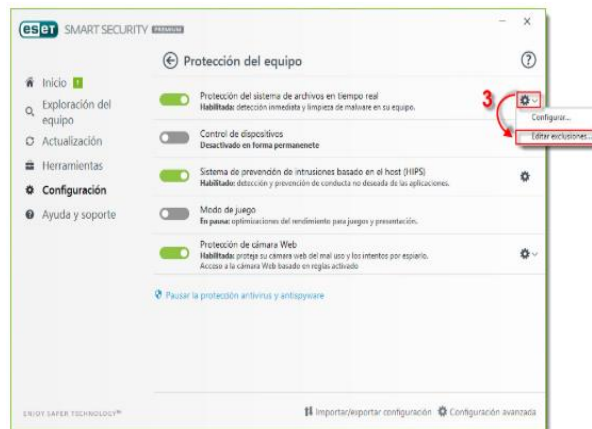 eset SMART SECURITY PREMIUM
Protección del equipo
Inicio
Exploración del equipo
Actualización
Herramientas
Configuración
Ayuda y soporte
Protección del sistema de archivos en tiempo real
Habilitada: detección inmediata y limpieza de malware en su equipo.
3
Configurar...
Editar exclusiones...
Control de dispositivos
Desactivado en forma permanenete
Sistema de prevención de intrusiones basado en el host (HIPS)
Habilitado: detección y prevención de conducta no deseada de las aplicaciones.
Modo de juego
En pausa: optimizaciones del rendimiento para juegos y presentación.
Protección de cámara Web
Habilitada: proteja su cámara web del mal uso y los intentos por espiarlo.
Acceso a la cámara Web basado en reglas activado
Pausar la protección antivirus y antispyware
ENJOY SAFER TECHNOLOGY™
Importar/exportar configuración
Configuración avanzada